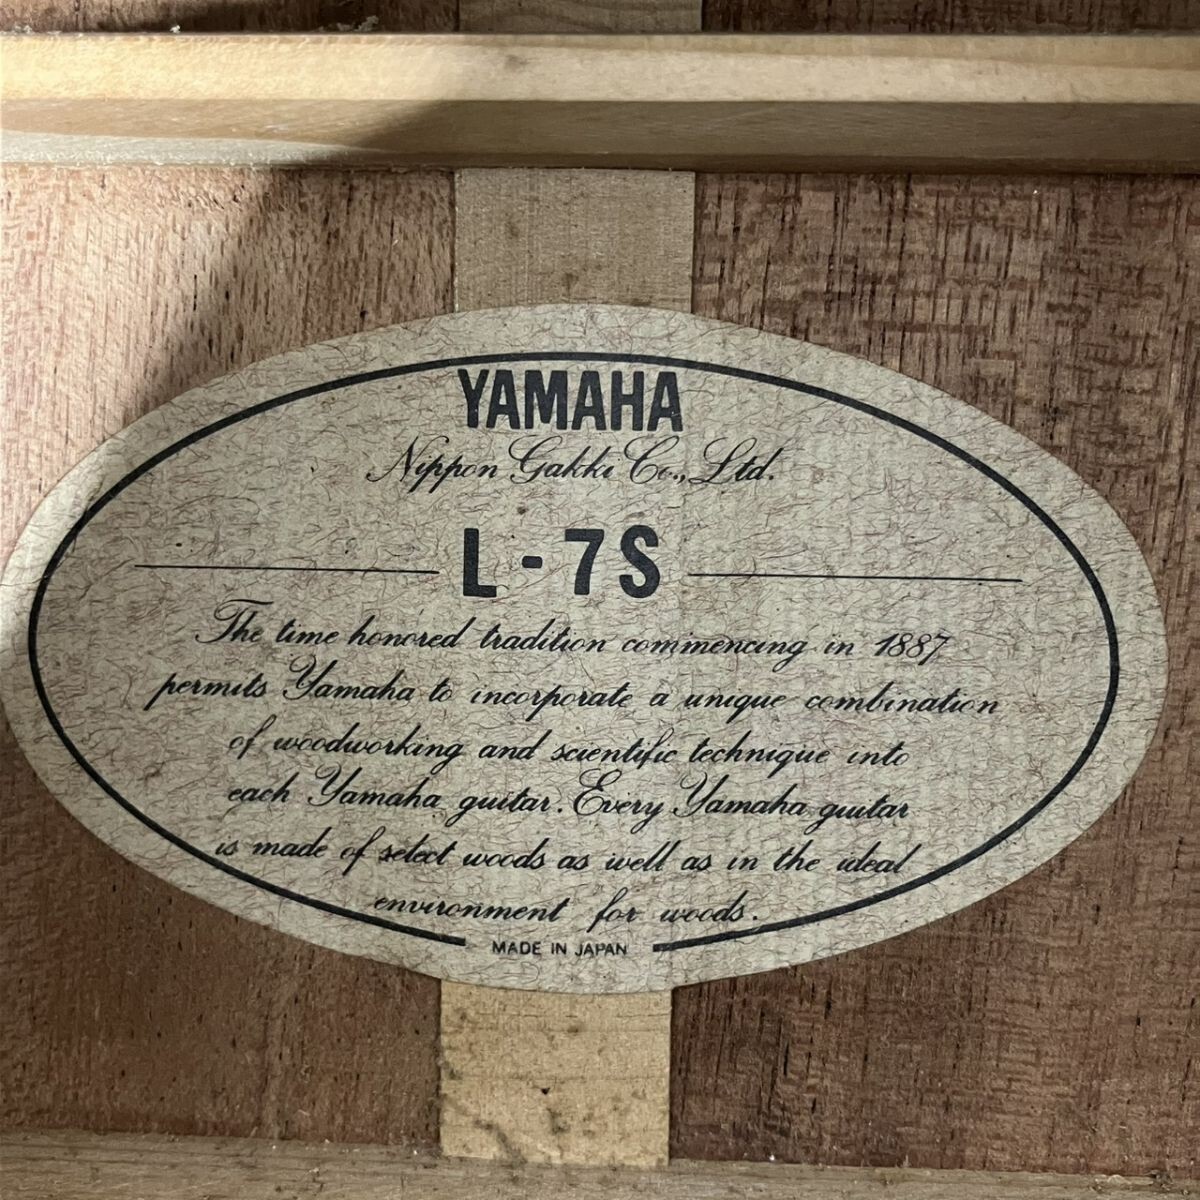 YAMAHA
Nippon Gakki Co., Ltd.
L-7S
The time honored tradition commencing in 1887
permits Yamaha to incorporate a unique combination
of woodworking and scientific technique into
each Yamaha guitar. Every Yamaha guitar
is made of select woods as well as in the ideal
environment for woods.
MADE IN JAPAN